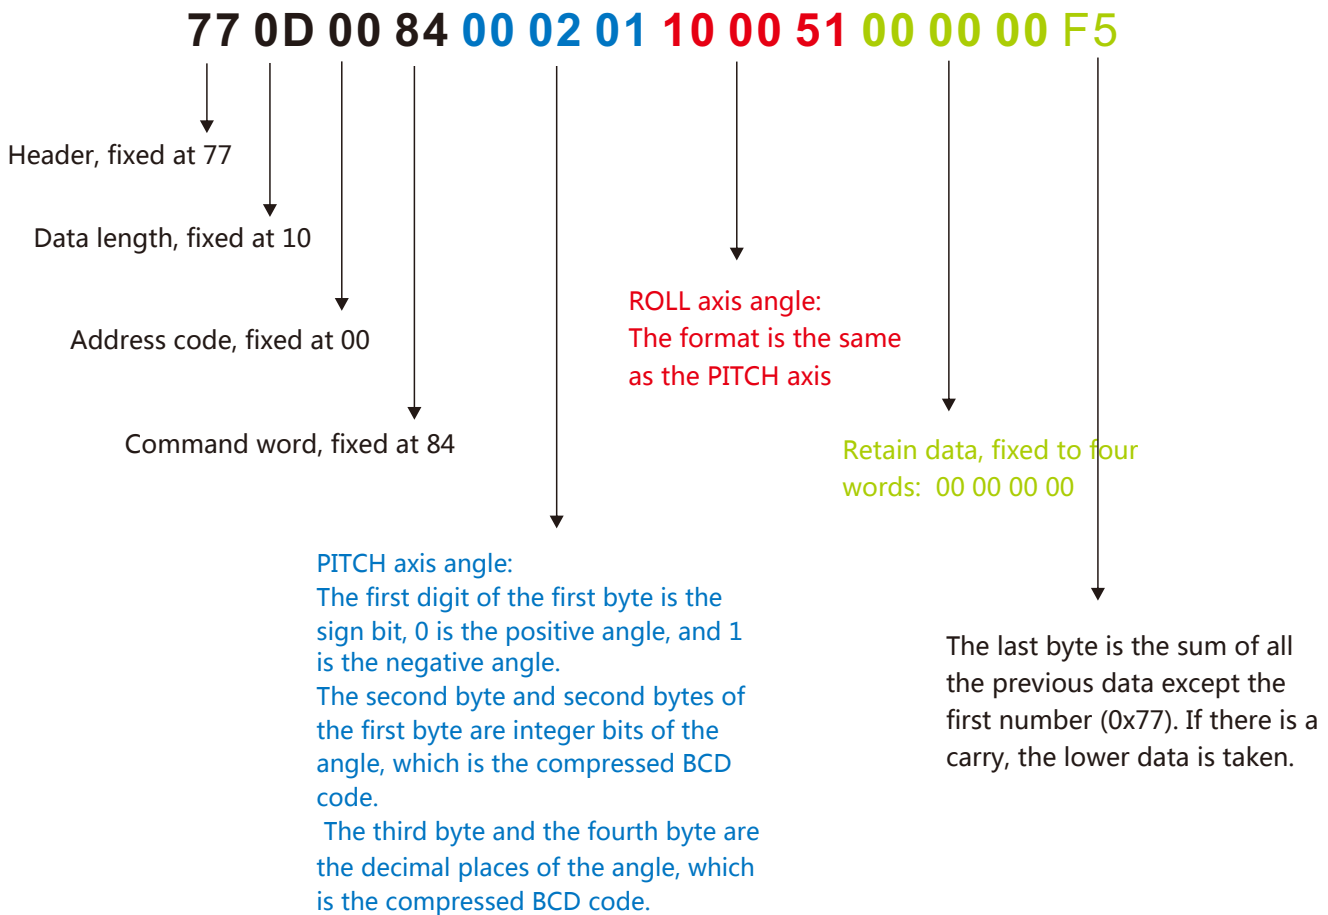 77 0D 00 84 00 02 01 10 00 51 00 00 00 F5
Header, fixed at 77
Data length, fixed at 10
Address code, fixed at 00
Command word, fixed at 84
ROLL axis angle:
The format is the same
as the PITCH axis
Retain data, fixed to four
words:  00 00 00 00
PITCH axis angle:
The first digit of the first byte is the
sign bit, 0 is the positive angle, and 1
is the negative angle.
The second byte and second bytes of
the first byte are integer bits of the
angle, which is the compressed BCD
code.
The third byte and the fourth byte are
the decimal places of the angle, which
is the compressed BCD code.
The last byte is the sum of all
the previous data except the
first number (0x77). If there is a
carry, the lower data is taken.